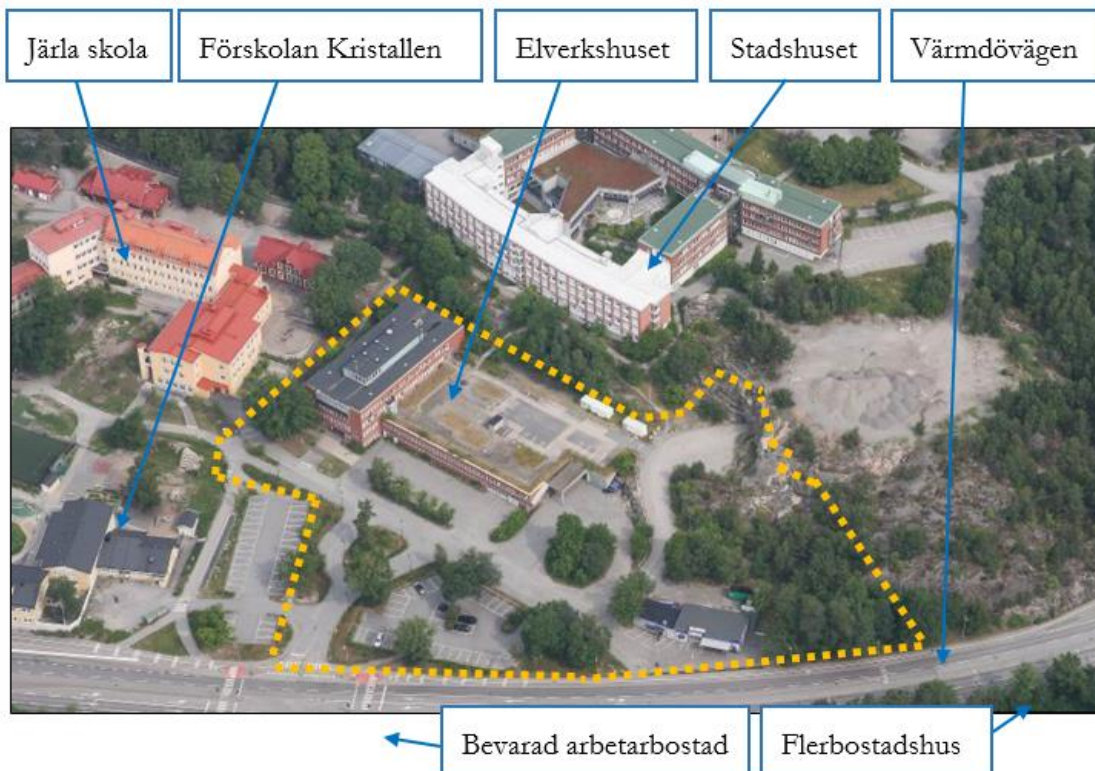 Järla skola
Förskolan Kristallen
Elverkshuset
Stadshuset
Värmdövägen
Bevarad arbetarbostad
Flerbostadshus